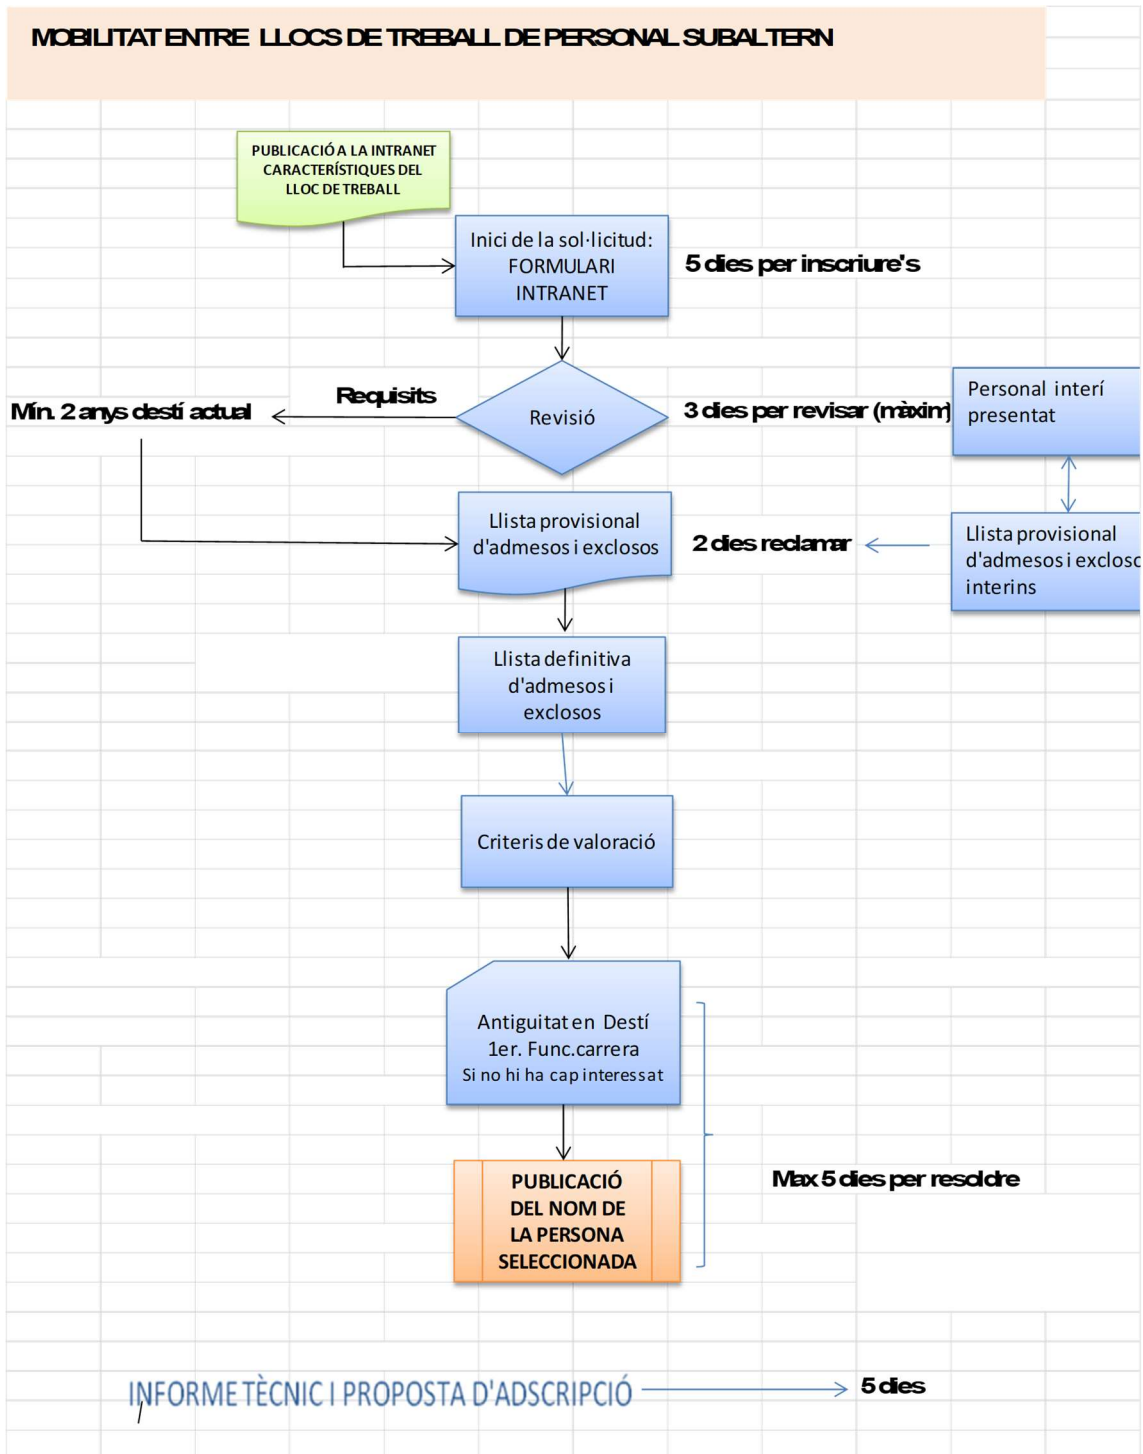 MOBILITAT ENTRE LLOCS DE TREBALL DE PERSONAL SUBALTERN
PUBLICACIÓ A LA INTRANET
CARACTERÍSTIQUES DEL
LLOC DE TREBALL
Inici de la sol·licitud:
FORMULARI
INTRANET
5 dies per inscriure's
Requisits
Mín. 2 anys destí actual
Revisió
3 dies per revisar (màxim)
Personal interí
presentat
Llista provisional
d'admesos i exclosos
2 dies reclamar
Llista provisional
d'admesos i exclosc
interins
Llista definitiva
d'admesos i
exclosos
Criteris de valoració
Antiguitat en Destí
1er. Func.carrera
Si no hi ha cap interessat
PUBLICACIÓ
DEL NOM DE
LA PERSONA
SELECCIONADA
Max 5 dies per resoldre
INFORME TÈCNIC I PROPOSTA D'ADSCRIPCIÓ
5 dies